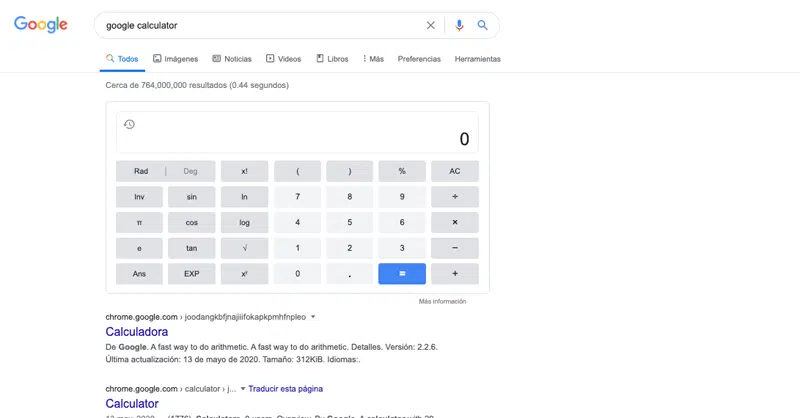 Google
google calculator
Todos Imágenes Noticias Videos Libros Más Preferencias Herramientas
Cerca de 764,000,000 resultados (0.44 segundos)
0
Rad | Deg x! ( ) % AC
Inv sin ln 7 8 9 ÷
π cos log 4 5 6 ×
e tan √ 1 2 3 −
Ans EXP xʸ 0 . = +
Más información
chrome.google.com › joodangkbfjnajiiifokapkpmhfnpleo
Calculadora
De Google. A fast way to do arithmetic. A fast way to do arithmetic. Detalles. Versión: 2.2.6.
Última actualización: 13 de mayo de 2020. Tamaño: 312KiB. Idiomas:.
chrome.google.com › calculator › j... Traducir esta página
Calculator